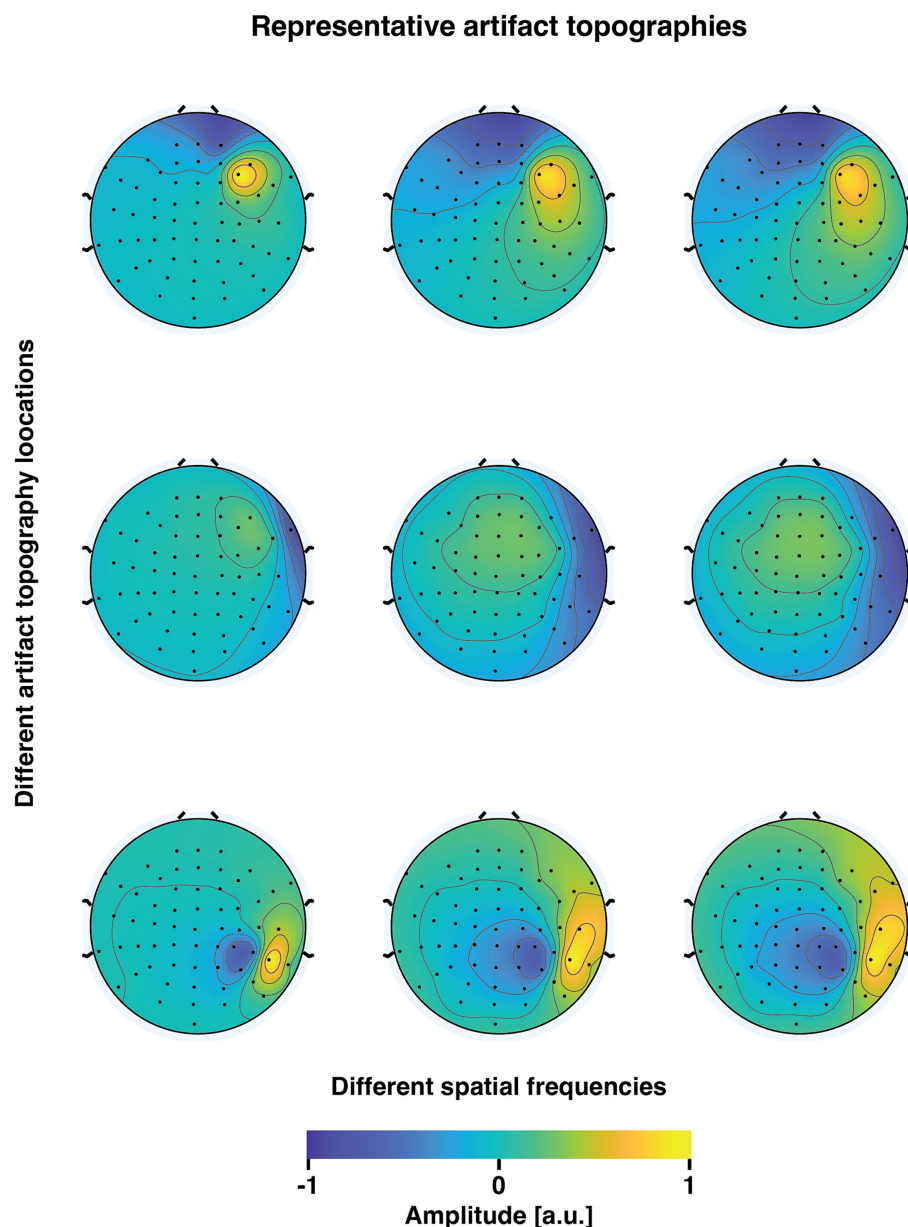 Representative artifact topographies
Different artifact topography loocations
Different spatial frequencies
-1 0 1
Amplitude [a.u.]